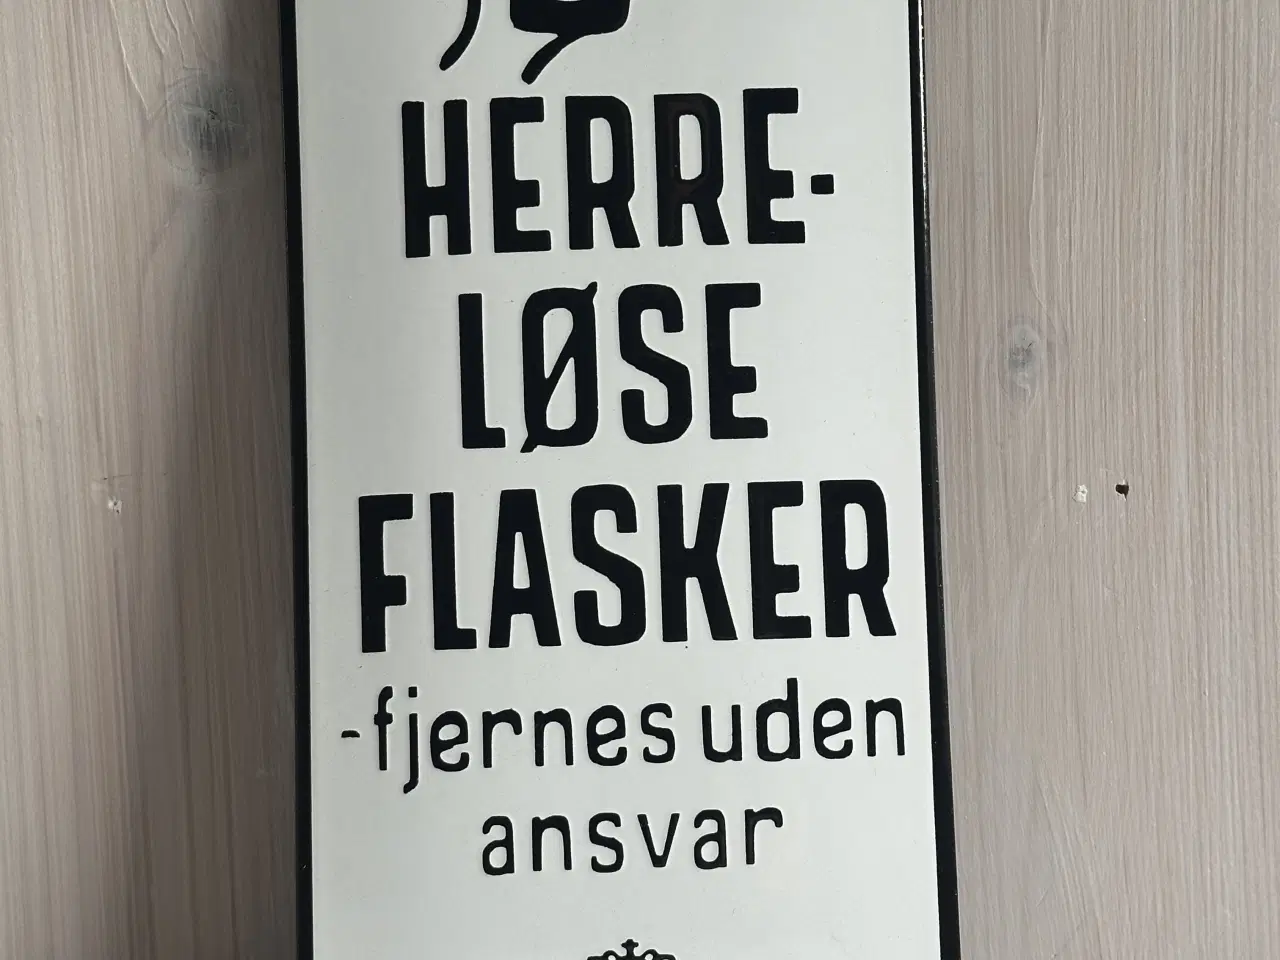 HERRE-
LØSE
FLASKER
-fjernes uden
ansvar